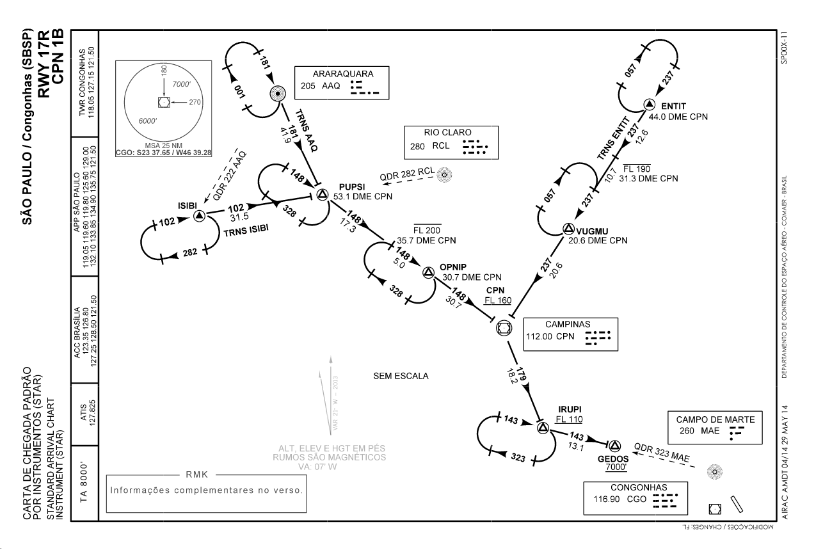 SÃO PAULO / Congonhas (SBSP)
RWY 17R
CPN 1B
TWR CONGONHAS
118.05 127.15 121.50
APP SÃO PAULO
119.05 119.60 119.80 125.60 129.00
132.10 133.85 134.90 135.75 121.50
ACC BRASÍLIA
123.35 126.80
127.25 128.50 121.50
ATIS
127.625
TA 8000'
CARTA DE CHEGADA PADRÃO
POR INSTRUMENTOS (STAR)
STANDARD ARRIVAL CHART
INSTRUMENT (STAR)
180
7000'
270
6000'
MSA 25 NM
CGO: S23 37.65 / W46 39.28
181
001
ARARAQUARA
205 AAQ
TRNS AAQ
181
41.9
RIO CLARO
280 RCL
QDR 282 RCL
QDR 222 AAQ
148
328
PUPSI
53.1 DME CPN
ISIBI
102
282
102
31.5
TRNS ISIBI
148
17.3
FL 200
35.7 DME CPN
148
5.0
328
OPNIP
30.7 DME CPN
148
30.7
057
237
ENTIT
44.0 DME CPN
TRNS ENTIT
237
12.6
FL 190
31.3 DME CPN
10.7
057
237
VUGMU
20.6 DME CPN
237
20.6
CPN
FL 160
CAMPINAS
112.00 CPN
SEM ESCALA
179
18.2
IRUPI
FL 110
143
323
143
13.1
GEDOS
7000'
CAMPO DE MARTE
260 MAE
QDR 323 MAE
CONGONHAS
116.90 CGO
ALT, ELEV E HGT EM PÉS
RUMOS SÃO MAGNÉTICOS
VA: 07' W
RMK
Informações complementares no verso.
SP00X-11
DEPARTAMENTO DE CONTROLE DO ESPAÇO AÉREO - COMAER - BRASIL
AIRAC AMDT 04/14 29 MAY 14
MODIFICAÇÕES / CHANGES: FL